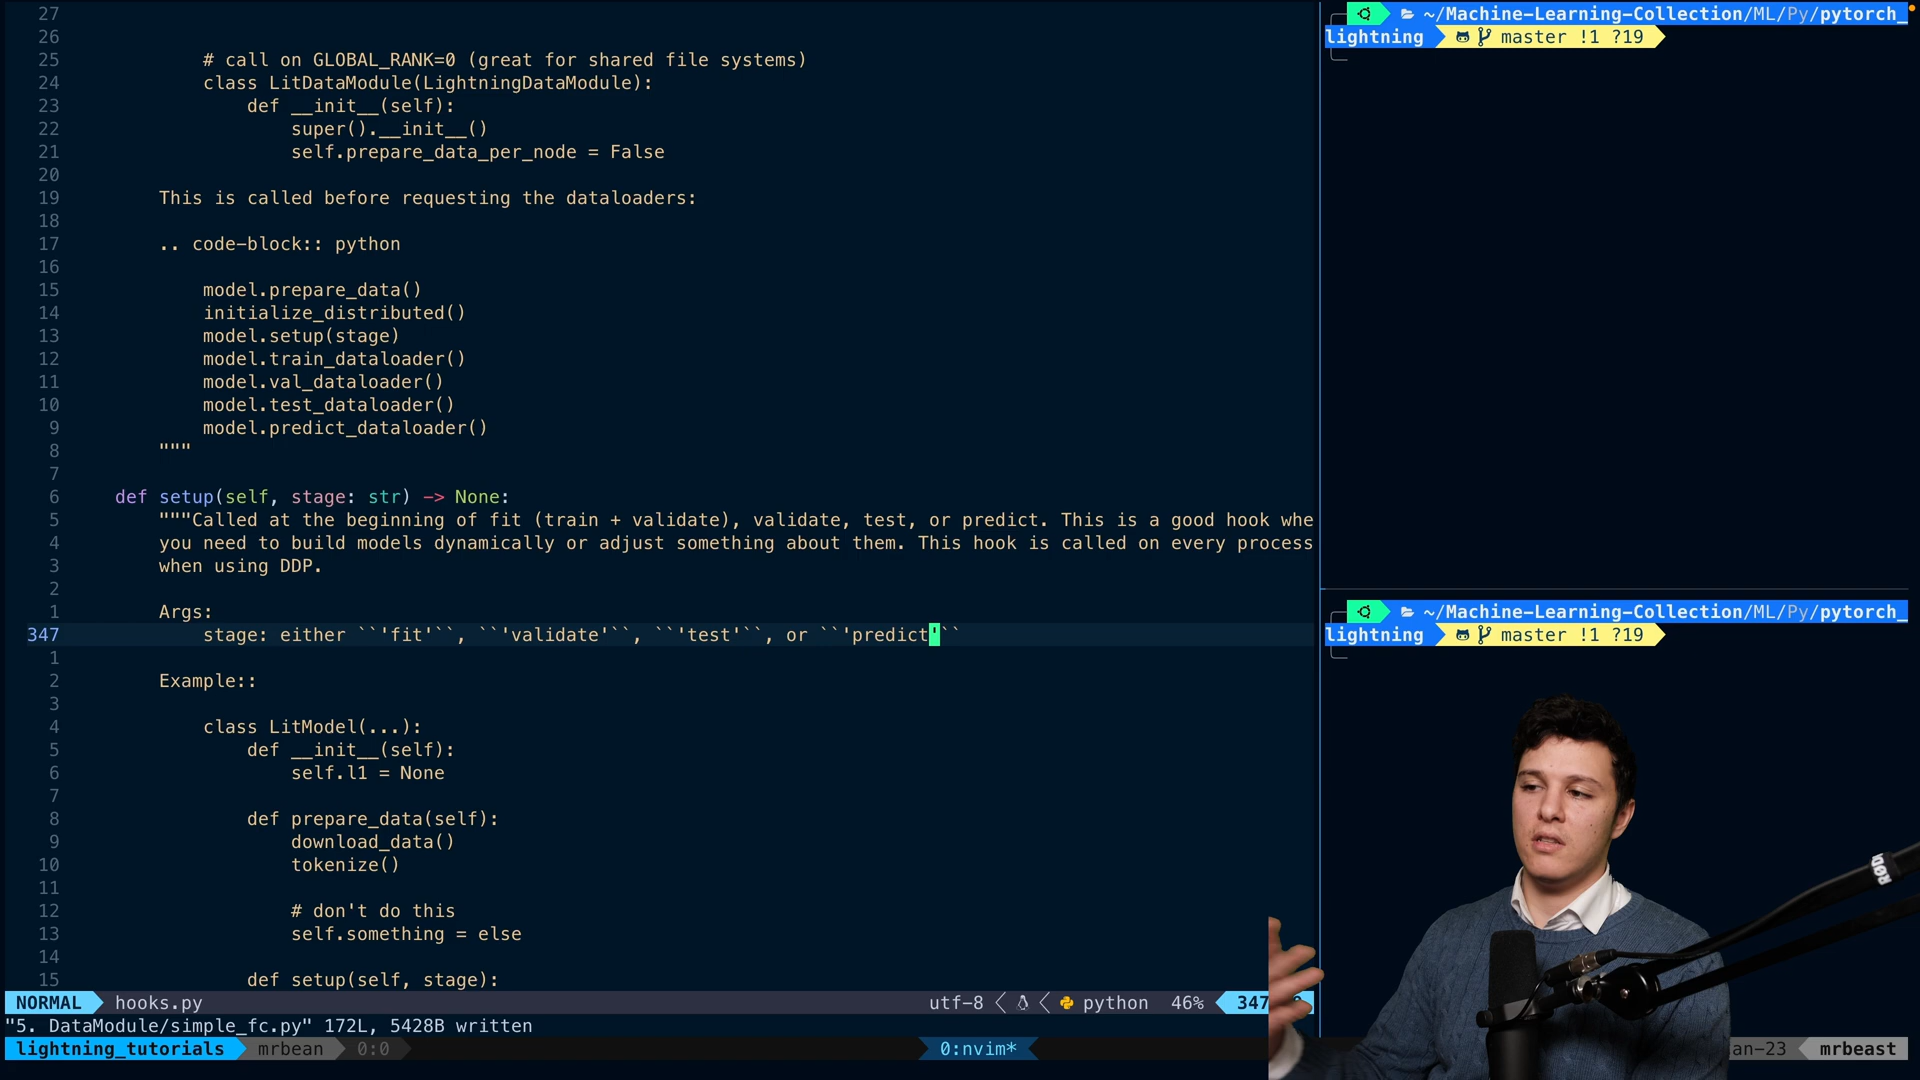 27
26
25 # call on GLOBAL_RANK=0 (great for shared file systems)
24 class LitDataModule(LightningDataModule):
23 def __init__(self):
22 super().__init__()
21 self.prepare_data_per_node = False
20
19 This is called before requesting the dataloaders:
18
17 .. code-block:: python
16
15 model.prepare_data()
14 initialize_distributed()
13 model.setup(stage)
12 model.train_dataloader()
11 model.val_dataloader()
10 model.test_dataloader()
9 model.predict_dataloader()
8 """
7
6 def setup(self, stage: str) -> None:
5 """Called at the beginning of fit (train + validate), validate, test, or predict. This is a good hook whe
4 you need to build models dynamically or adjust something about them. This hook is called on every process
3 when using DDP.
2
1 Args:
347 stage: either ``'fit'``, ``'validate'``, ``'test'``, or ``'predict'``
1
2 Example::
3
4 class LitModel(...):
5 def __init__(self):
6 self.l1 = None
7
8 def prepare_data(self):
9 download_data()
10 tokenize()
11
12 # don't do this
13 self.something = else
14
15 def setup(self, stage):
NORMAL hooks.py utf-8 python 46% 347
"5. DataModule/simple_fc.py" 172L, 5428B written
lightning_tutorials mrbean 0:0 0:nvim* an-23 mrbeast
~/Machine-Learning-Collection/ML/Py/pytorch_
lightning master !1 ?19
~/Machine-Learning-Collection/ML/Py/pytorch_
lightning master !1 ?19
RØD